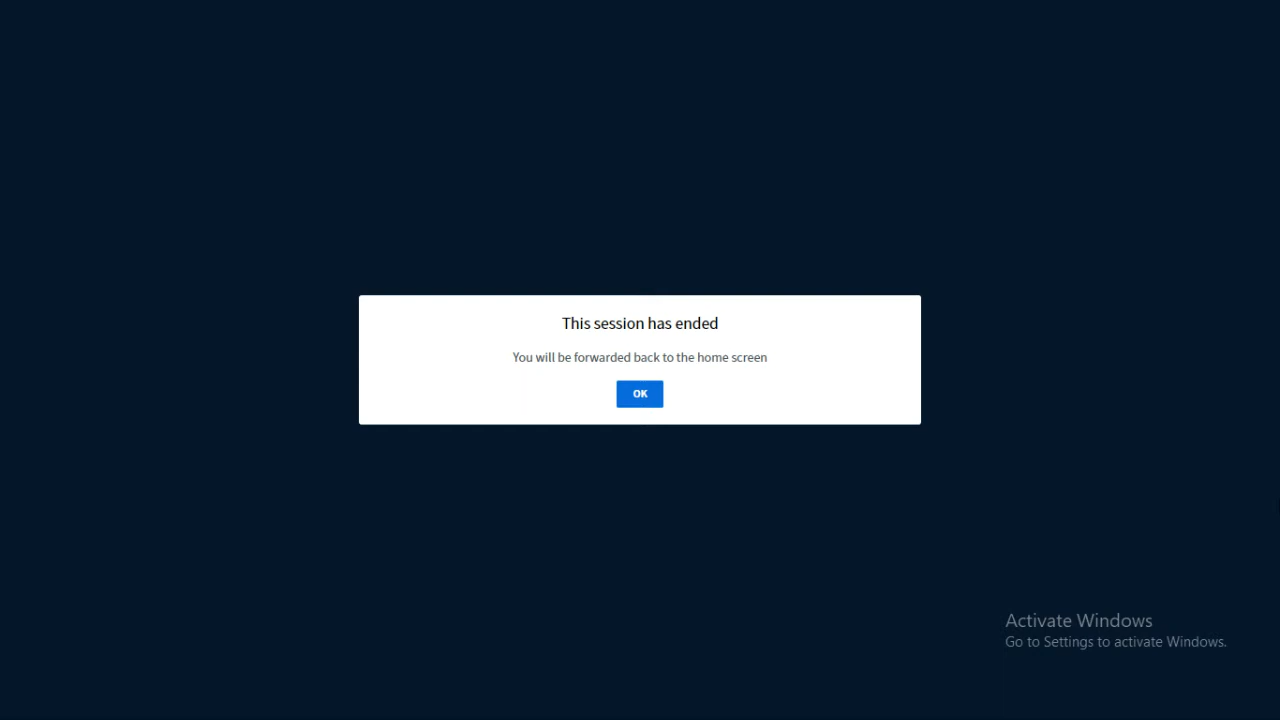 This session has ended
You will be forwarded back to the home screen
OK
Activate Windows
Go to Settings to activate Windows.